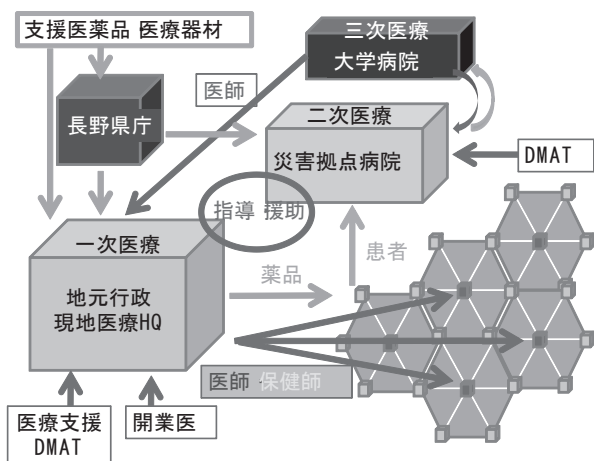 支援医薬品 医療器材
三次医療
大学病院
医師
長野県庁
二次医療
災害拠点病院
DMAT
指導 援助
一次医療
地元行政
現地医療HQ
薬品
患者
医師・保健師
医療支援
DMAT
開業医